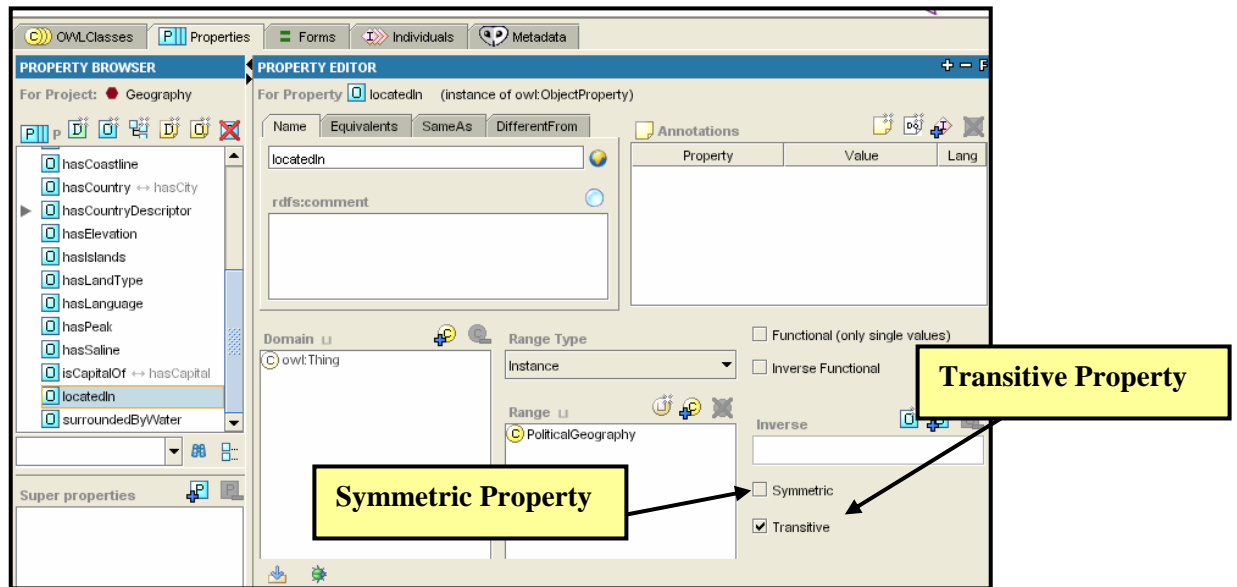 OWLClasses Properties Forms Individuals Metadata
PROPERTY BROWSER
For Project: Geography
hasCoastline
hasCountry ↔ hasCity
hasCountryDescriptor
hasElevation
hasIslands
hasLandType
hasLanguage
hasPeak
hasSaline
isCapitalOf ↔ hasCapital
locatedIn
surroundedByWater
Super properties
PROPERTY EDITOR
For Property locatedIn (instance of owl:ObjectProperty)
Name Equivalents SameAs DifferentFrom
locatedIn
rdfs:comment
Annotations
Property Value Lang
Domain
owl:Thing
Range Type
Instance
Range
PoliticalGeography
Functional (only single values)
Inverse Functional
Inverse
Symmetric
Transitive
Transitive Property
Symmetric Property